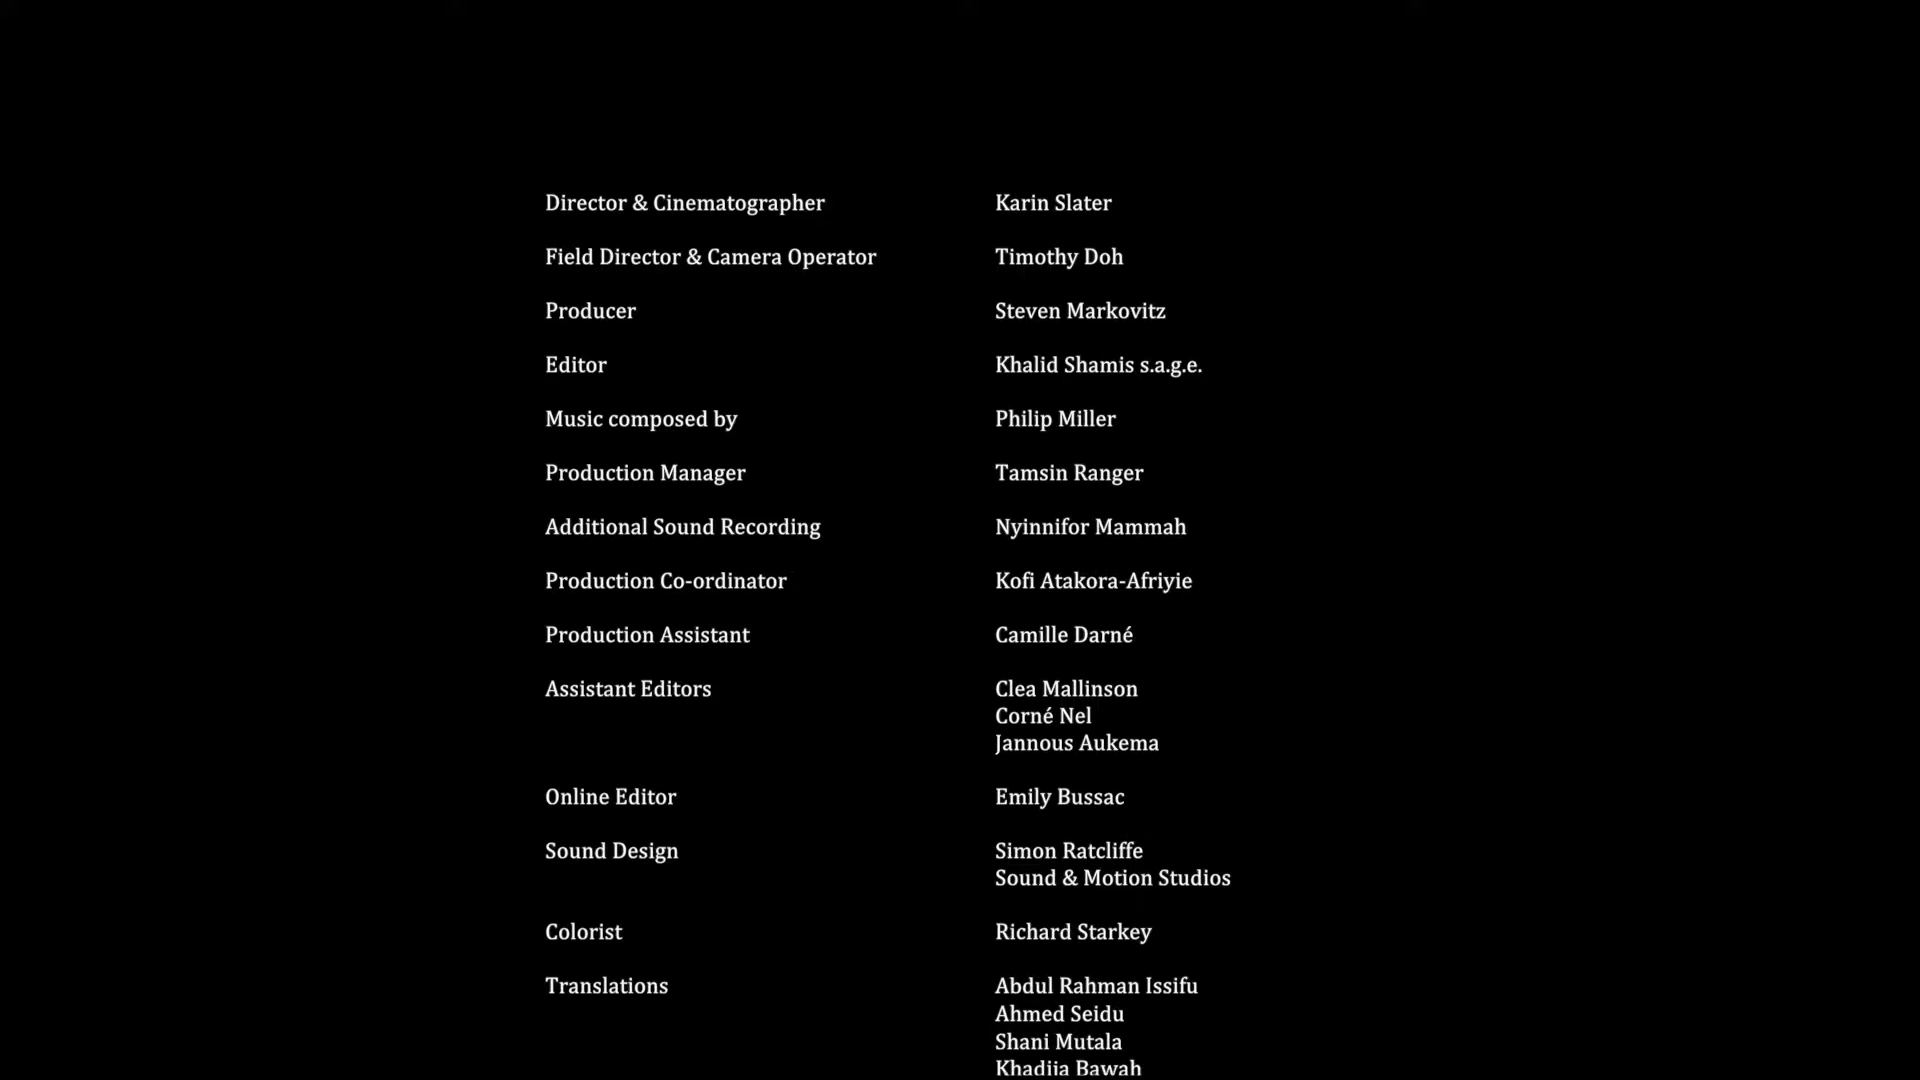 Director & Cinematographer Karin Slater
Field Director & Camera Operator Timothy Doh
Producer Steven Markovitz
Editor Khalid Shamis s.a.g.e.
Music composed by Philip Miller
Production Manager Tamsin Ranger
Additional Sound Recording Nyinnifor Mammah
Production Co-ordinator Kofi Atakora-Afriyie
Production Assistant Camille Darné
Assistant Editors Clea Mallinson
Corné Nel
Jannous Aukema
Online Editor Emily Bussac
Sound Design Simon Ratcliffe
Sound & Motion Studios
Colorist Richard Starkey
Translations Abdul Rahman Issifu
Ahmed Seidu
Shani Mutala
Khadija Bawah